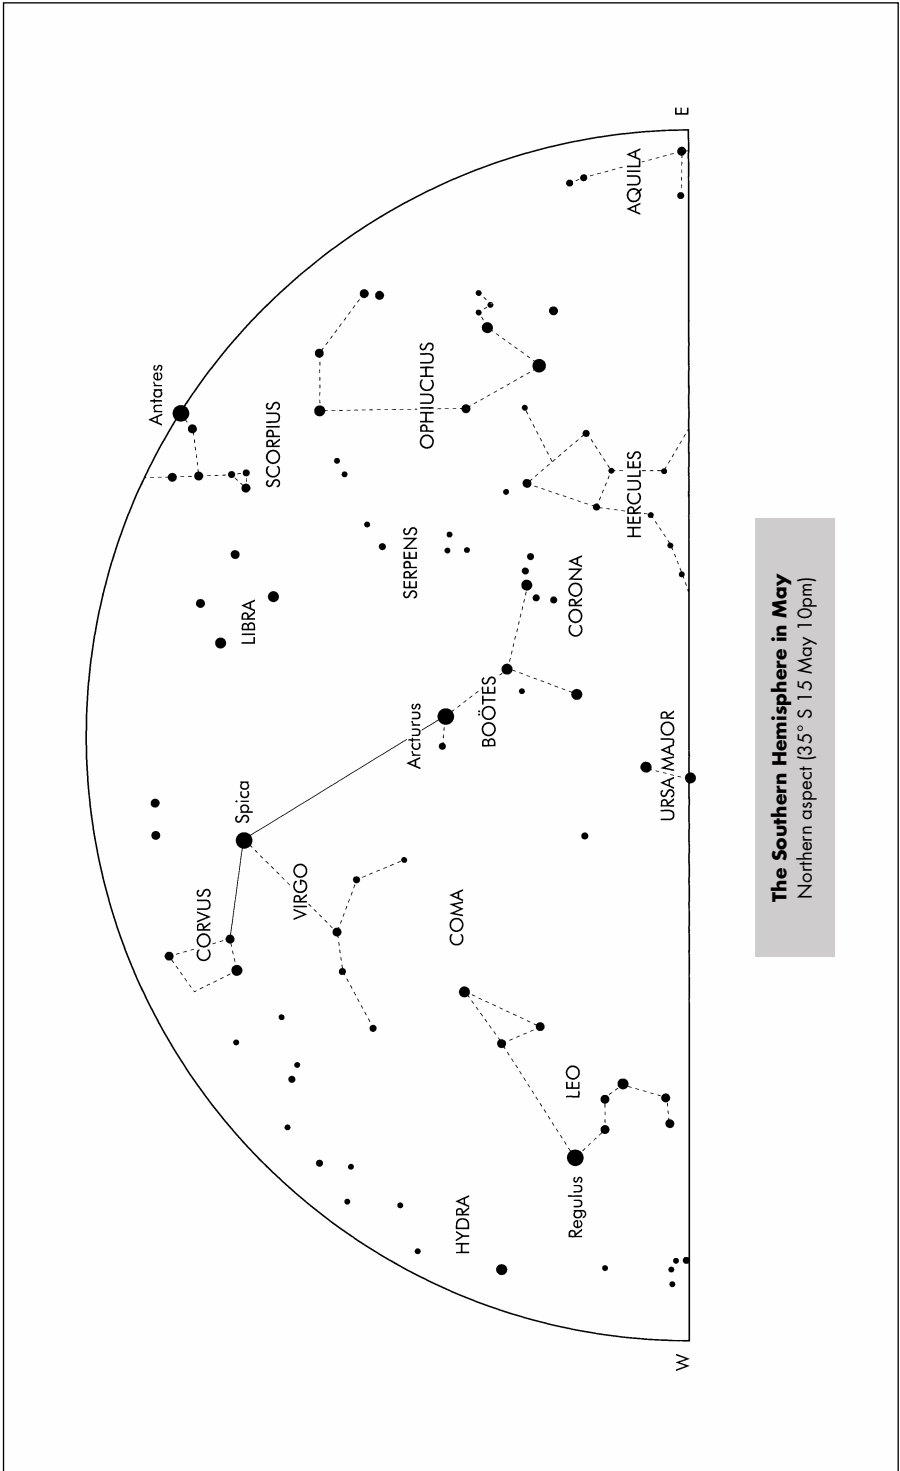 Antares
SCORPIUS
OPHIUCHUS
AQUILA
E
LIBRA
SERPENS
CORONA
HERCULES
Spica
Arcturus
BOÖTES
URSA MAJOR
CORVUS
VIRGO
COMA
LEO
Regulus
HYDRA
W
The Southern Hemisphere in May
Northern aspect (35° S 15 May 10pm)